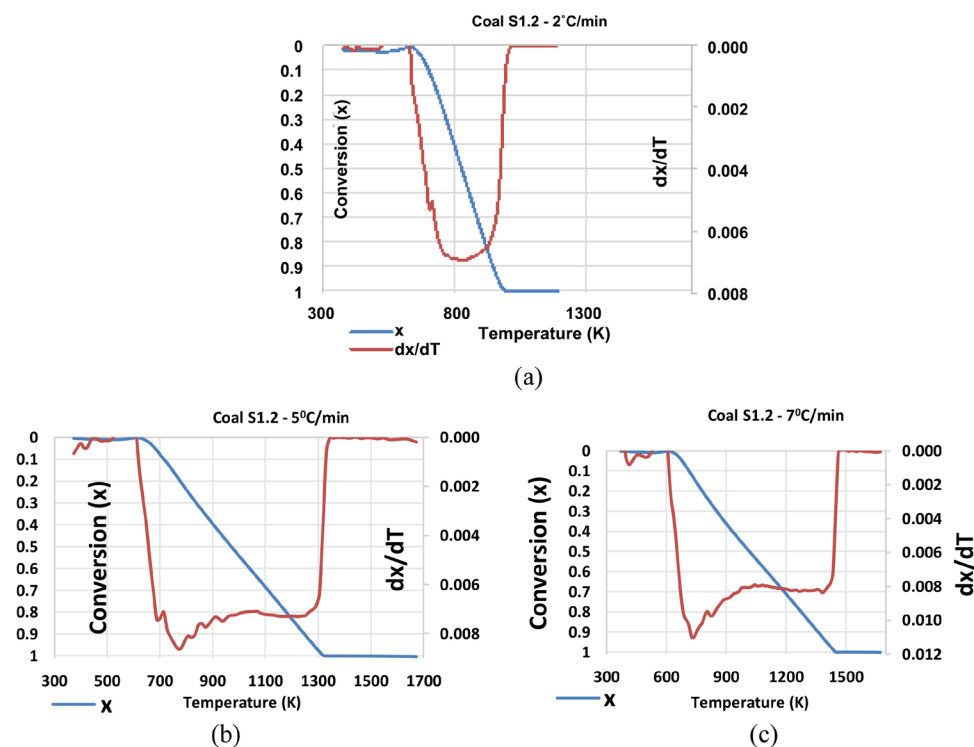 Coal S1.2 - 2˚C/min
0
0.1
0.2
0.3
0.4
0.5
0.6
0.7
0.8
0.9
1
Conversion (x)
0.000
0.002
0.004
0.006
0.008
dx/dT
300 800 1300
Temperature (K)
x
dx/dT
(a)
Coal S1.2 - 5⁰C/min
0
0.1
0.2
0.3
0.4
0.5
0.6
0.7
0.8
0.9
1
Conversion (x)
0.000
0.002
0.004
0.006
0.008
dx/dT
300 500 700 900 1100 1300 1500 1700
Temperature (K)
x
(b)
Coal S1.2 - 7⁰C/min
0
0.1
0.2
0.3
0.4
0.5
0.6
0.7
0.8
0.9
1
Conversion (x)
0.000
0.002
0.004
0.006
0.008
0.010
0.012
dx/dT
300 600 900 1200 1500
Temperature (K)
x
(c)